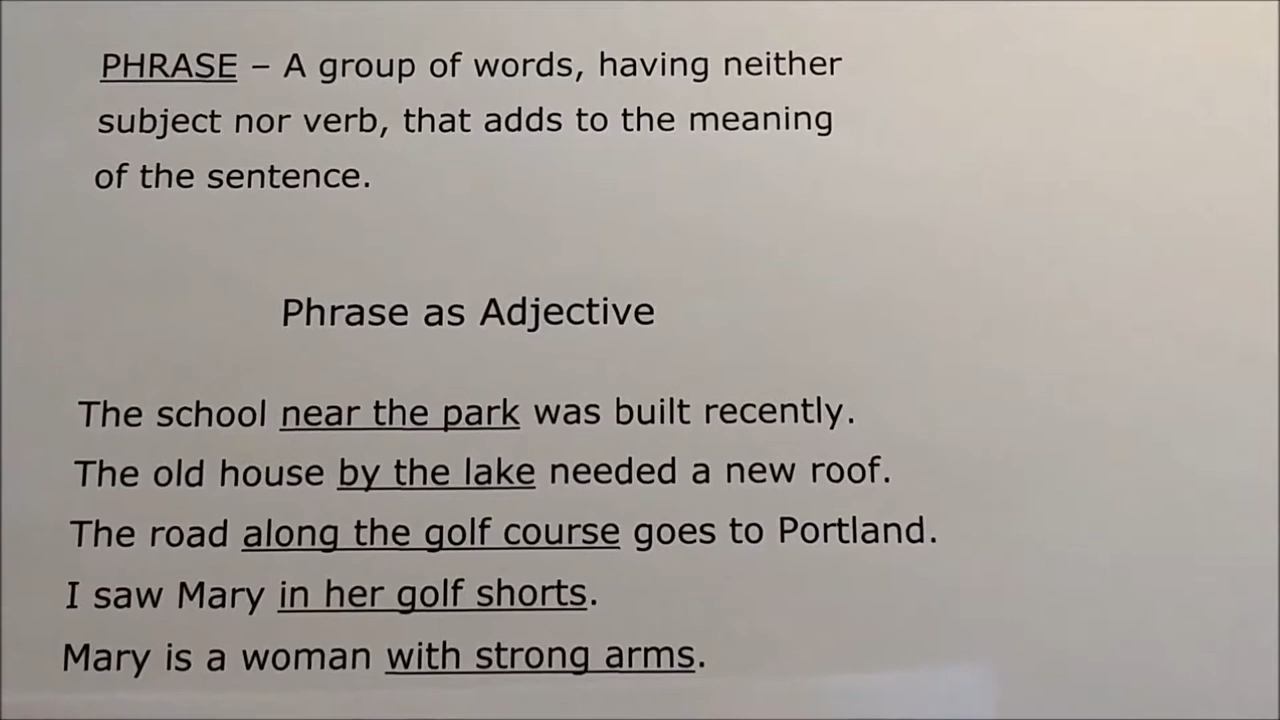 PHRASE – A group of words, having neither
subject nor verb, that adds to the meaning
of the sentence.
Phrase as Adjective
The school near the park was built recently.
The old house by the lake needed a new roof.
The road along the golf course goes to Portland.
I saw Mary in her golf shorts.
Mary is a woman with strong arms.